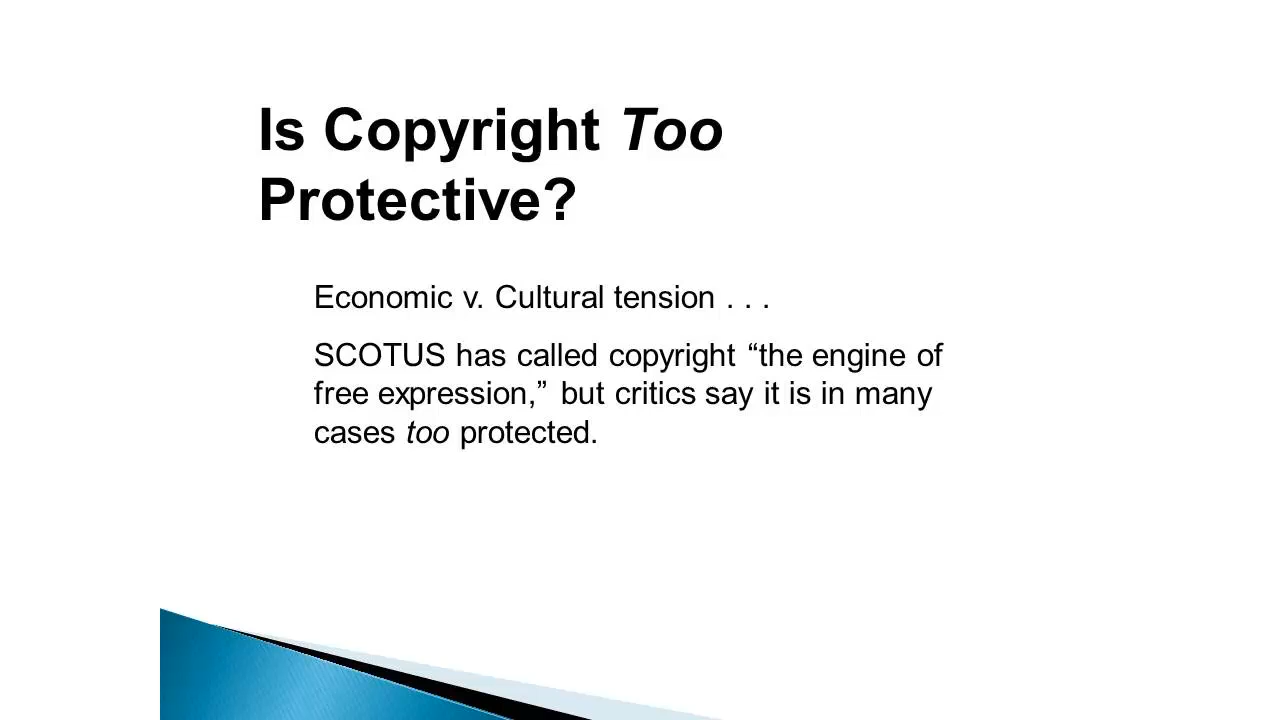 Is Copyright Too
Protective?
Economic v. Cultural tension . . .
SCOTUS has called copyright “the engine of
free expression,” but critics say it is in many
cases too protected.